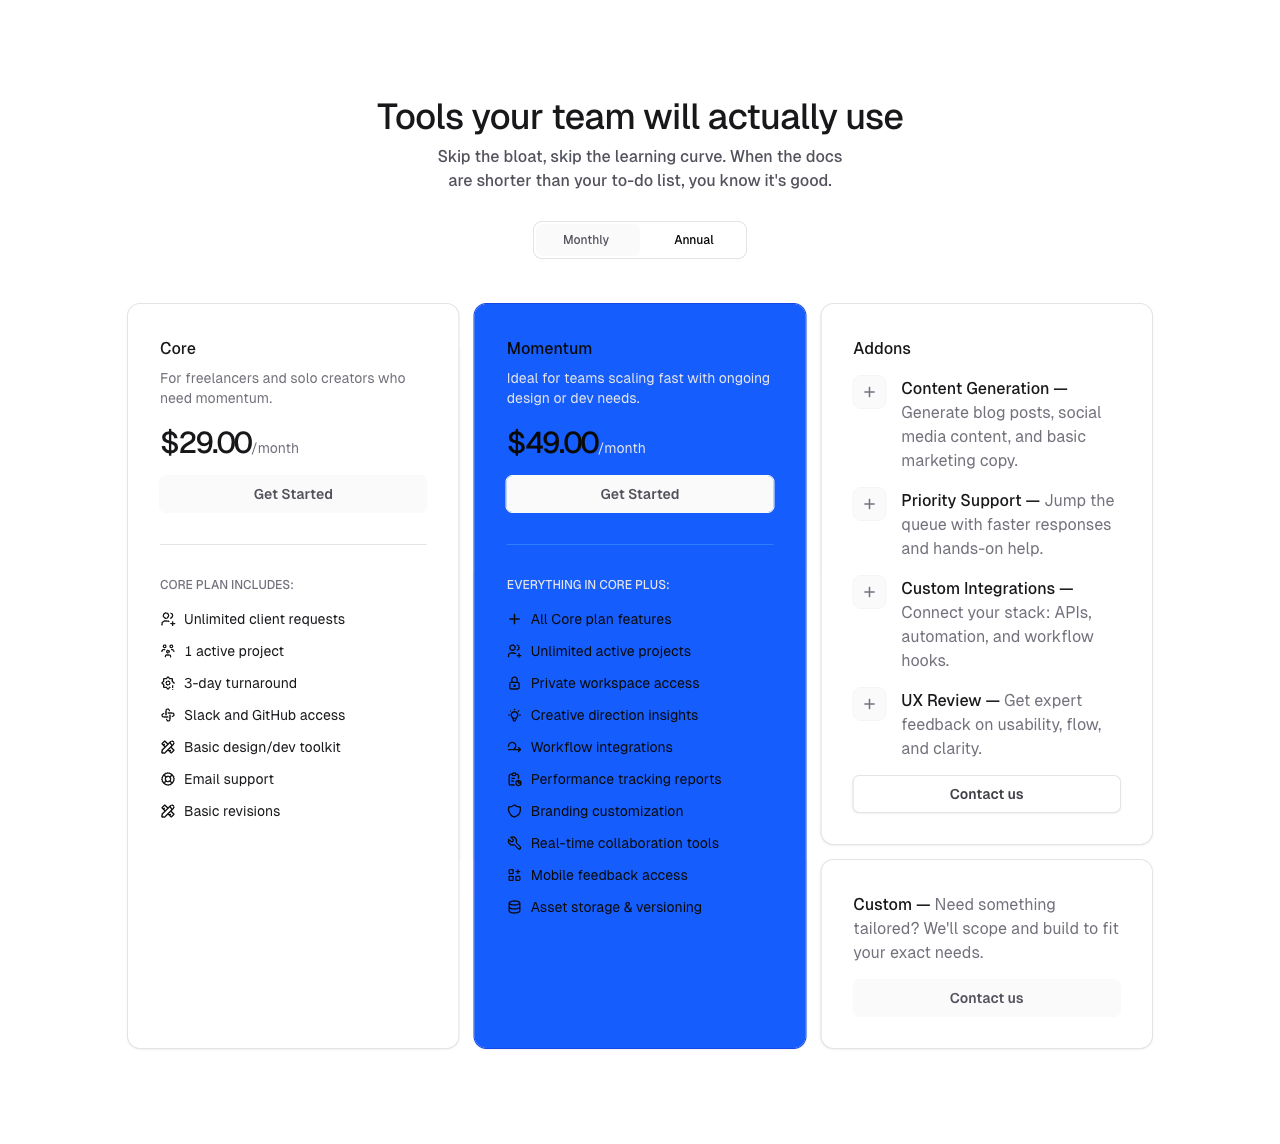 Tools your team will actually use
Skip the bloat, skip the learning curve. When the docs
are shorter than your to-do list, you know it's good.
Monthly
Annual
Core
For freelancers and solo creators who
need momentum.
$29.00/month
Get Started
CORE PLAN INCLUDES:
Unlimited client requests
1 active project
3-day turnaround
Slack and GitHub access
Basic design/dev toolkit
Email support
Basic revisions
Momentum
Ideal for teams scaling fast with ongoing
design or dev needs.
$49.00/month
Get Started
EVERYTHING IN CORE PLUS:
All Core plan features
Unlimited active projects
Private workspace access
Creative direction insights
Workflow integrations
Performance tracking reports
Branding customization
Real-time collaboration tools
Mobile feedback access
Asset storage & versioning
Addons
Content Generation —
Generate blog posts, social
media content, and basic
marketing copy.
Priority Support — Jump the
queue with faster responses
and hands-on help.
Custom Integrations —
Connect your stack: APIs,
automation, and workflow
hooks.
UX Review — Get expert
feedback on usability, flow,
and clarity.
Contact us
Custom — Need something
tailored? We'll scope and build to fit
your exact needs.
Contact us